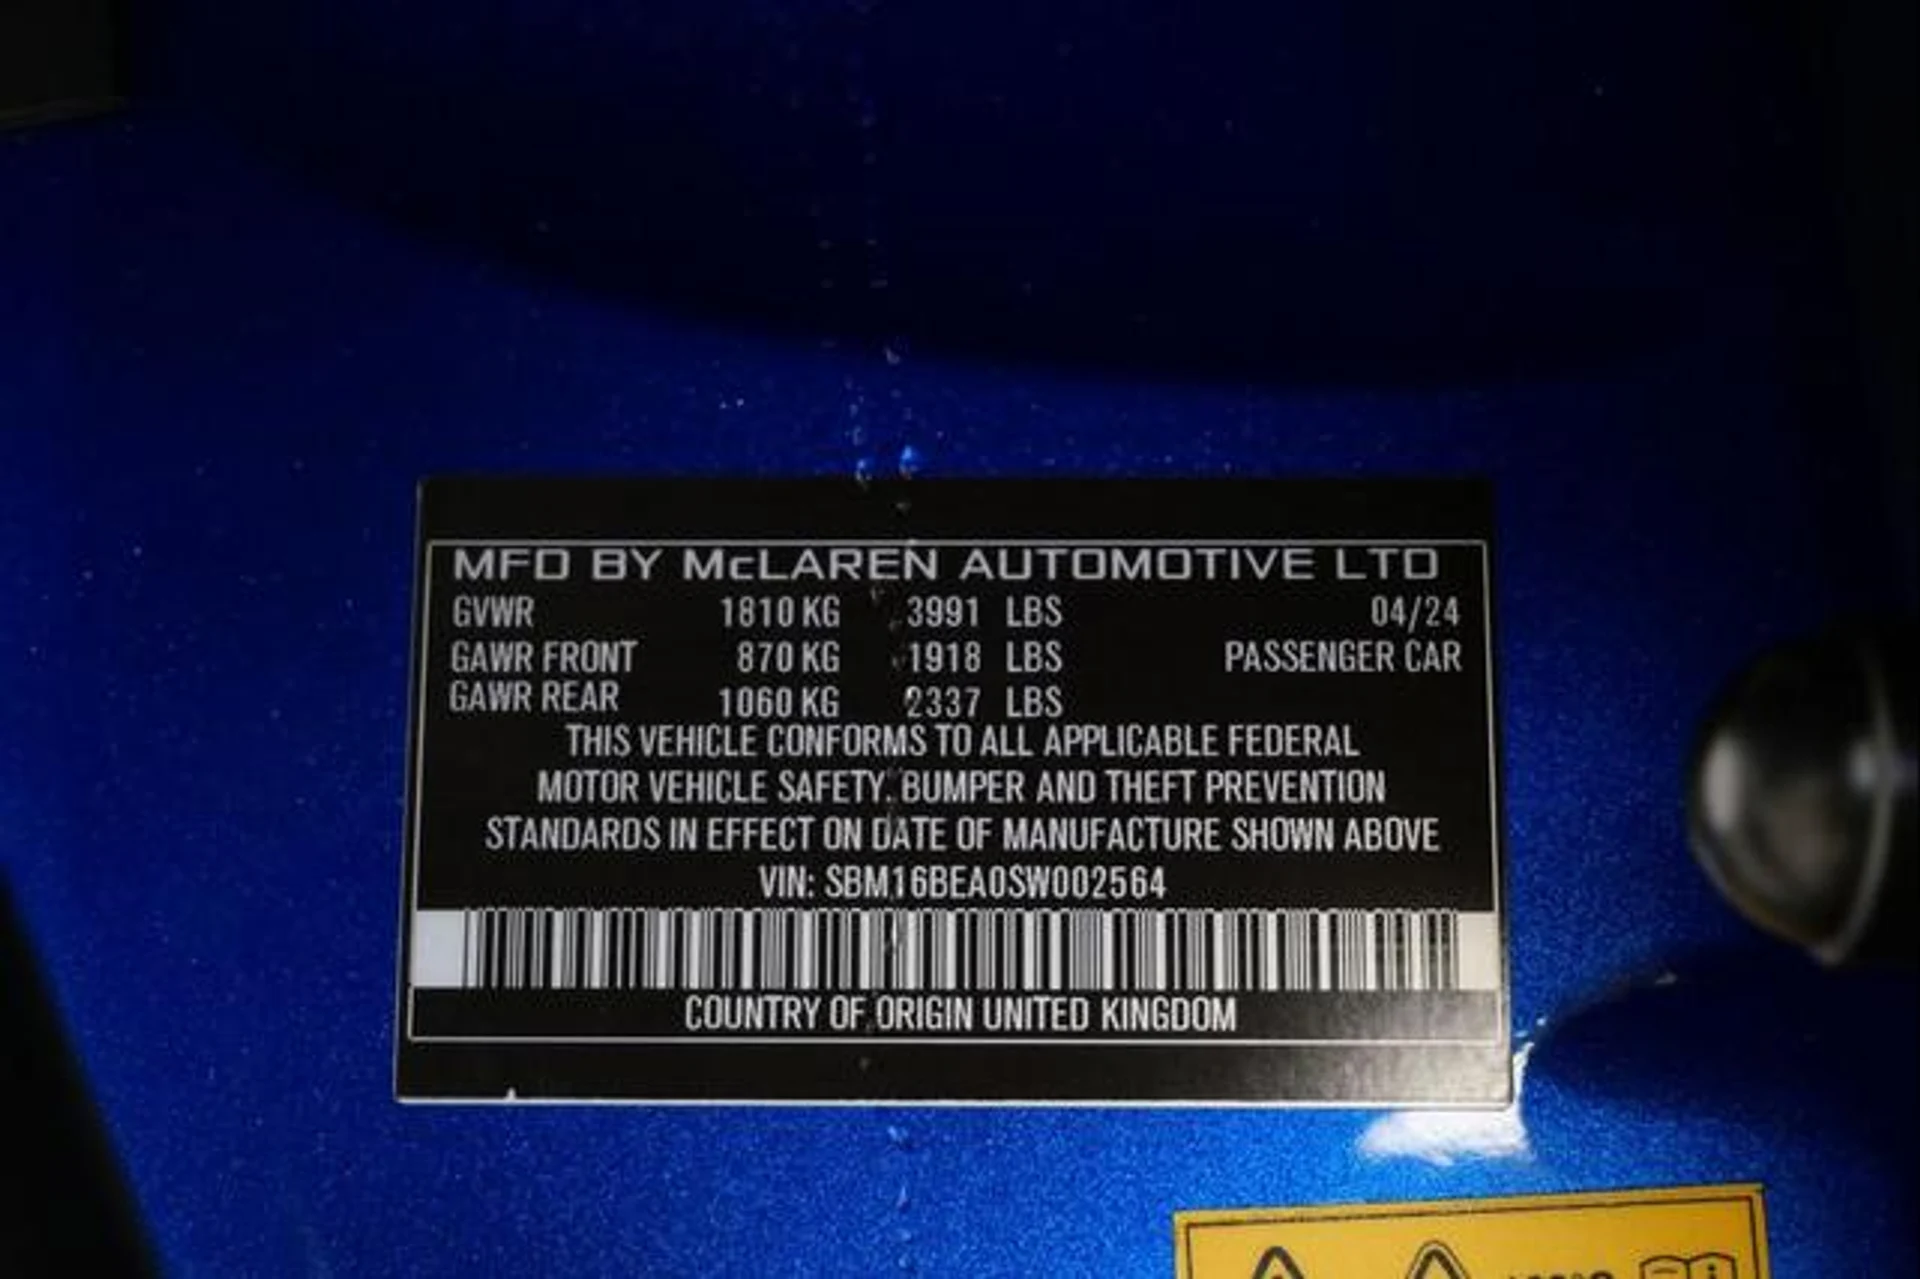 MFD BY McLAREN AUTOMOTIVE LTD
GVWR 1810 KG 3991 LBS 04/24
GAWR FRONT 870 KG 1918 LBS PASSENGER CAR
GAWR REAR 1060 KG 2337 LBS
THIS VEHICLE CONFORMS TO ALL APPLICABLE FEDERAL
MOTOR VEHICLE SAFETY, BUMPER AND THEFT PREVENTION
STANDARDS IN EFFECT ON DATE OF MANUFACTURE SHOWN ABOVE
VIN: SBM16BEA0SW002564
COUNTRY OF ORIGIN UNITED KINGDOM